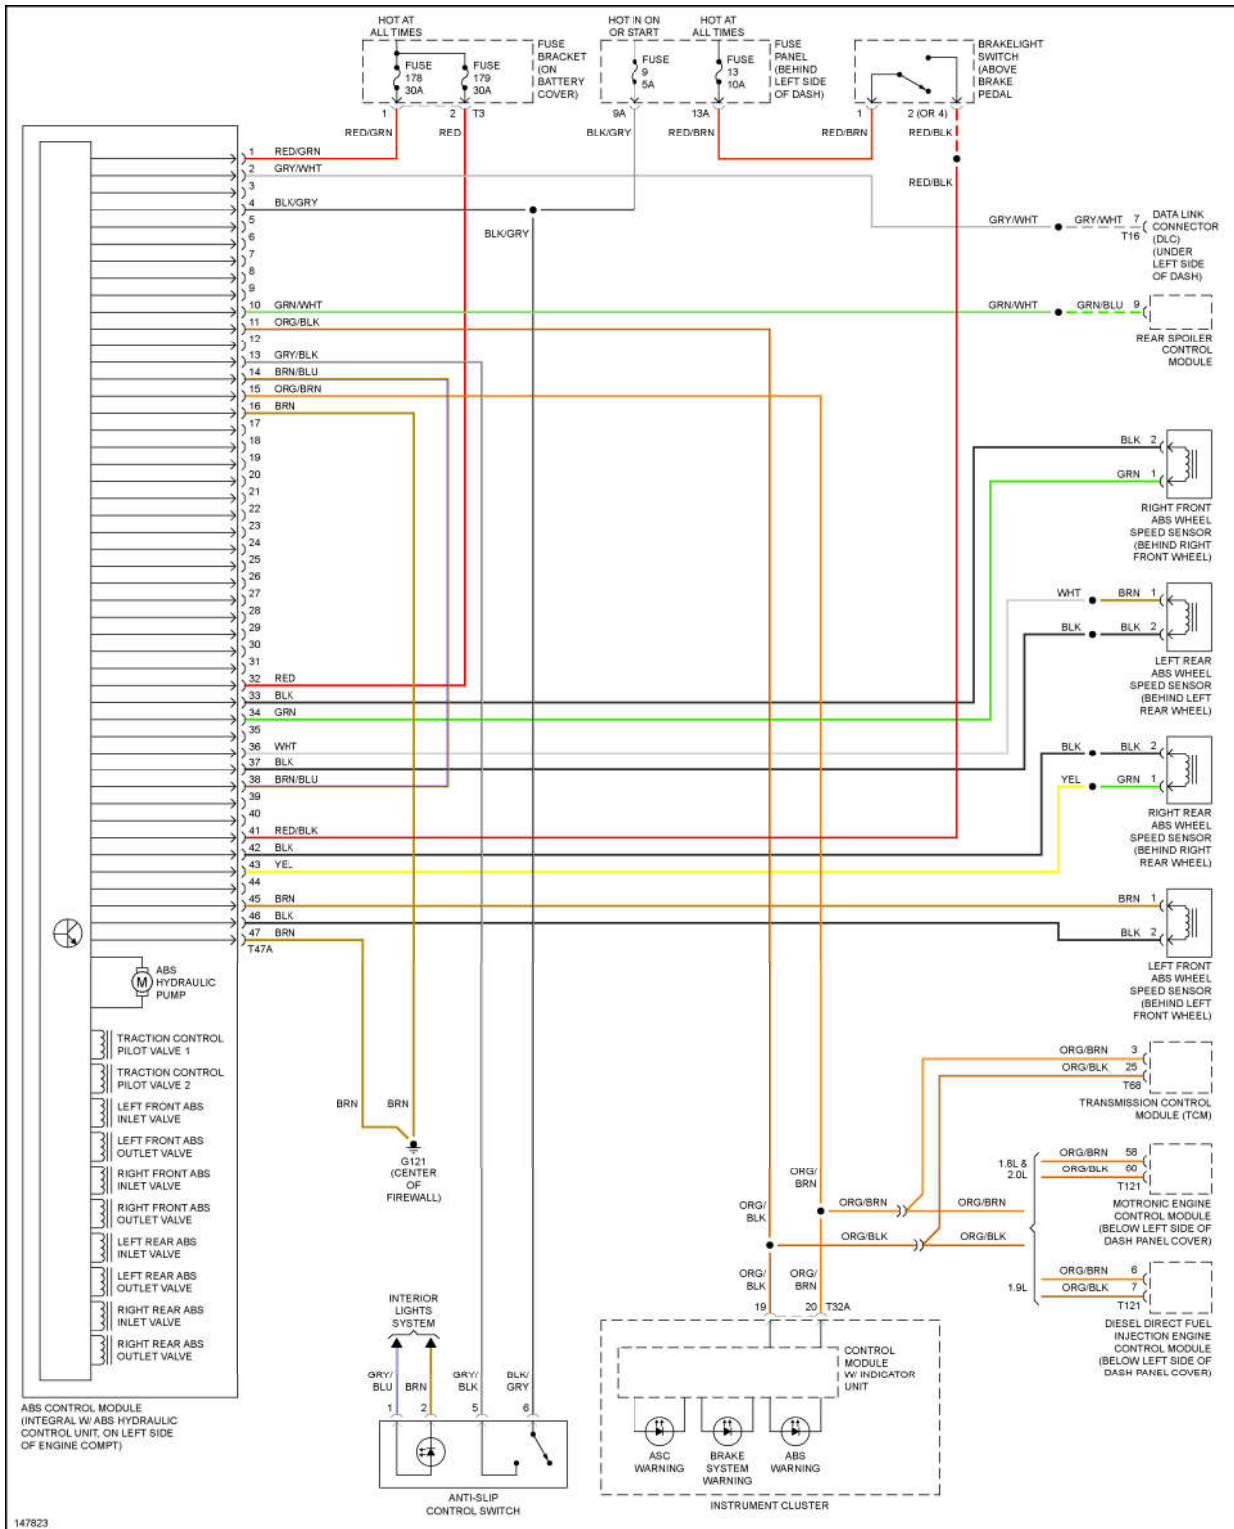 HOT AT
ALL TIMES
HOT IN ON
OR START
HOT AT
ALL TIMES
FUSE
178
30A
FUSE
179
30A
FUSE
BRACKET
(ON
BATTERY
COVER)
FUSE
9
5A
FUSE
13
10A
FUSE
PANEL
(BEHIND
LEFT SIDE
OF DASH)
BRAKELIGHT
SWITCH
(ABOVE
BRAKE
PEDAL
1
2
T3
9A
13A
1
2 (OR 4)
RED/GRN
RED
BLK/GRY
RED/BRN
RED/BRN
RED/BLK
RED/BLK
BLK/GRY
1 RED/GRN
2 GRY/WHT
3
4 BLK/GRY
5
6
7
8
9
10 GRN/WHT
11 ORG/BLK
12
13 GRY/BLK
14 BRN/BLU
15 ORG/BRN
16 BRN
17
18
19
20
21
22
23
24
25
26
27
28
29
30
31
32 RED
33 BLK
34 GRN
35
36 WHT
37 BLK
38 BRN/BLU
39
40
41 RED/BLK
42 BLK
43 YEL
44
45 BRN
46 BLK
47 BRN
T47A
GRY/WHT
GRY/WHT 7
T16
DATA LINK
CONNECTOR
(DLC)
(UNDER
LEFT SIDE
OF DASH)
GRN/WHT
GRN/BLU 9
REAR SPOILER
CONTROL
MODULE
BLK 2
GRN 1
RIGHT FRONT
ABS WHEEL
SPEED SENSOR
(BEHIND RIGHT
FRONT WHEEL)
WHT
BRN 1
BLK
BLK 2
LEFT REAR
ABS WHEEL
SPEED SENSOR
(BEHIND LEFT
REAR WHEEL)
BLK
BLK 2
YEL
GRN 1
RIGHT REAR
ABS WHEEL
SPEED SENSOR
(BEHIND RIGHT
REAR WHEEL)
BRN 1
BLK 2
LEFT FRONT
ABS WHEEL
SPEED SENSOR
(BEHIND LEFT
FRONT WHEEL)
M
ABS
HYDRAULIC
PUMP
TRACTION CONTROL
PILOT VALVE 1
TRACTION CONTROL
PILOT VALVE 2
LEFT FRONT ABS
INLET VALVE
LEFT FRONT ABS
OUTLET VALVE
RIGHT FRONT ABS
INLET VALVE
RIGHT FRONT ABS
OUTLET VALVE
LEFT REAR ABS
INLET VALVE
LEFT REAR ABS
OUTLET VALVE
RIGHT REAR ABS
INLET VALVE
RIGHT REAR ABS
OUTLET VALVE
ABS CONTROL MODULE
(INTEGRAL W/ ABS HYDRAULIC
CONTROL UNIT, ON LEFT SIDE
OF ENGINE COMPT)
BRN
BRN
G121
(CENTER
OF
FIREWALL)
INTERIOR
LIGHTS
SYSTEM
GRY/
BLU
BRN
GRY/
BLK
BLK/
GRY
1
2
5
6
ANTI-SLIP
CONTROL SWITCH
ORG/BRN 3
ORG/BLK 25
T68
TRANSMISSION CONTROL
MODULE (TCM)
1.8L &
2.0L
ORG/BRN 58
ORG/BLK 60
T121
MOTRONIC ENGINE
CONTROL MODULE
(BELOW LEFT SIDE OF
DASH PANEL COVER)
1.9L
ORG/BRN 6
ORG/BLK 7
T121
DIESEL DIRECT FUEL
INJECTION ENGINE
CONTROL MODULE
(BELOW LEFT SIDE OF
DASH PANEL COVER)
ORG/
BRN
ORG/
BLK
ORG/BRN
ORG/BRN
ORG/BLK
ORG/BLK
ORG/
BLK
ORG/
BRN
19
20
T32A
CONTROL
MODULE
W/ INDICATOR
UNIT
ASC
WARNING
BRAKE
SYSTEM
WARNING
ABS
WARNING
INSTRUMENT CLUSTER
147823